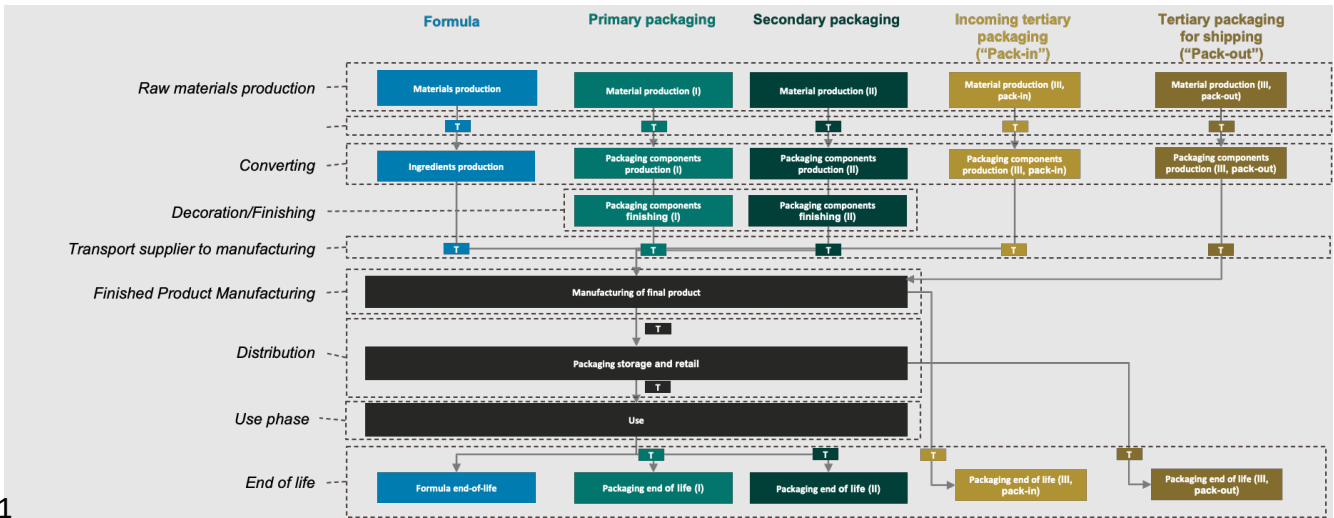 Formula
Primary packaging
Secondary packaging
Incoming tertiary
packaging
(“Pack-in”)
Tertiary packaging
for shipping
(“Pack-out”)
Raw materials production
Materials production
Material production (I)
Material production (II)
Material production (III,
pack-in)
Material production (III,
pack-out)
T
T
T
T
T
Converting
Ingredients production
Packaging components
production (I)
Packaging components
production (II)
Packaging components
production (III, pack-in)
Packaging components
production (III, pack-out)
Decoration/Finishing
Packaging components
finishing (I)
Packaging components
finishing (II)
Transport supplier to manufacturing
T
T
T
T
T
Finished Product Manufacturing
Manufacturing of final product
T
Distribution
Packaging storage and retail
T
Use phase
Use
T
T
T
T
End of life
Formula end-of-life
Packaging end of life (I)
Packaging end of life (II)
Packaging end of life (III,
pack-in)
Packaging end of life (III,
pack-out)
1